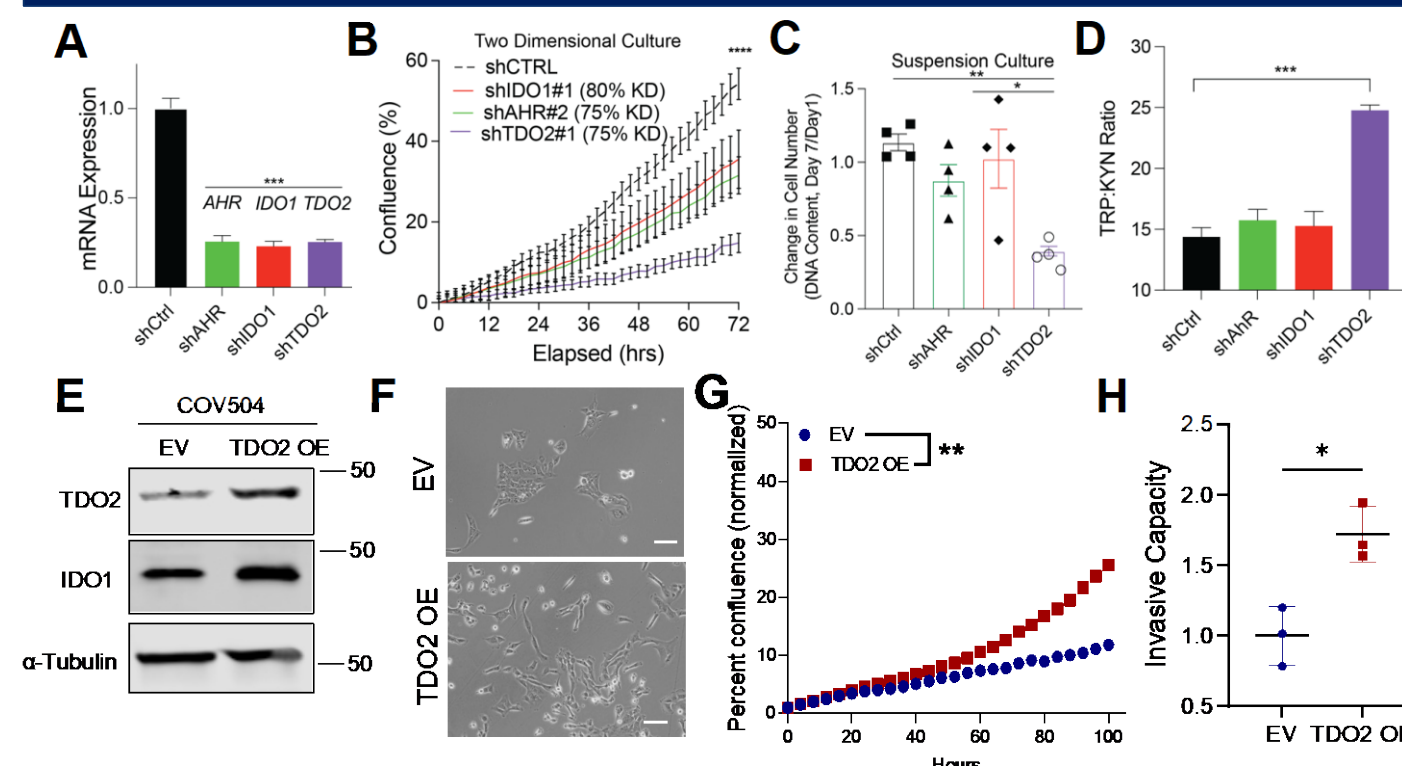 A
mRNA Expression
1.0
0.5
0.0
***
AHR IDO1 TDO2
shCtrl
shAHR
shIDO1
shTDO2
B
Two Dimensional Culture
****
shCTRL
shIDO1#1 (80% KD)
shAHR#2 (75% KD)
shTDO2#1 (75% KD)
Confluence (%)
60
40
20
0
0 12 24 36 48 60 72
Elapsed (hrs)
C
Suspension Culture
**
*
Change in Cell Number
(DNA Content, Day 7/Day1)
1.5
1.0
0.5
0.0
shCtrl
shAHR
shIDO1
shTDO2
D
TRP:KYN Ratio
30
25
20
15
10
***
shCtrl
shAhR
shIDO1
shTDO2
E
COV504
EV TDO2 OE
TDO2
50
IDO1
50
α-Tubulin
50
F
EV
TDO2 OE
G
Percent confluence (normalized)
50
40
30
20
10
0
EV
TDO2 OE
**
0 20 40 60 80 100
Hours
H
Invasive Capacity
2.5
2.0
1.5
1.0
0.5
*
EV TDO2 OE